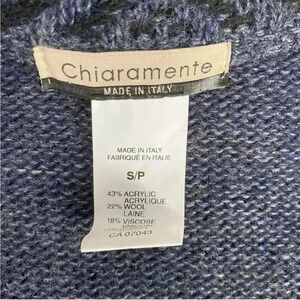 Chiaramente
MADE IN ITALY
MADE IN ITALY
FABRIQUÉ EN ITALIE
S/P
43% ACRYLIC
ACRYLIQUE
22% WOOL
LAINE
18% VISCOSE
CA 07043